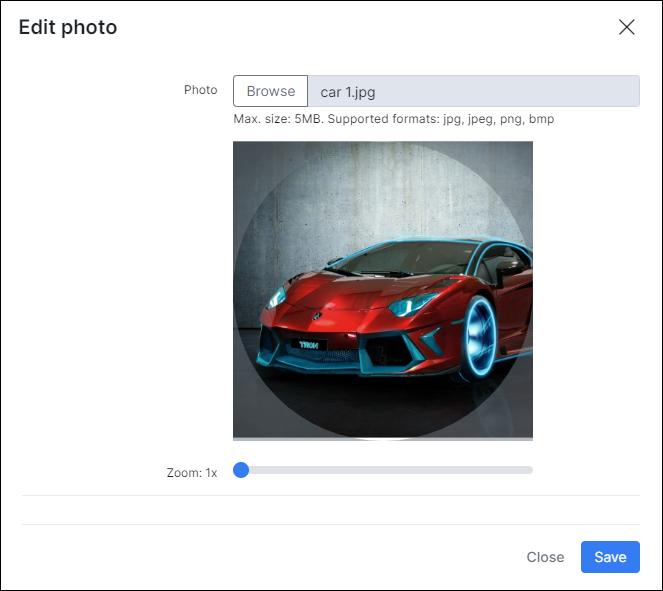 Edit photo
Photo
Browse car 1.jpg
Max. size: 5MB. Supported formats: jpg, jpeg, png, bmp
TRON
Zoom: 1x
Close Save